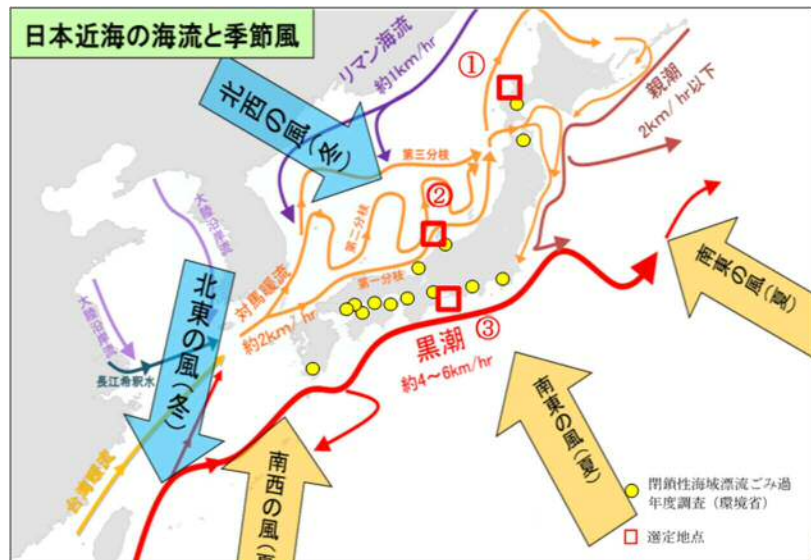 日本近海の海流と季節風
リマン海流
約1km/hr
①
親潮
2km/hr以下
北西の風(冬)
第三分枝
②
第二分枝
第一分枝
大陸沿岸流
対馬暖流
約2km/hr
南東の風(夏)
北東の風(冬)
大陸沿岸流
長江希釈水
③
黒潮
約4~6km/hr
南東の風(夏)
台湾暖流
南西の風(
閉鎖性海域漂流ごみ過
年度調査(環境省)
選定地点